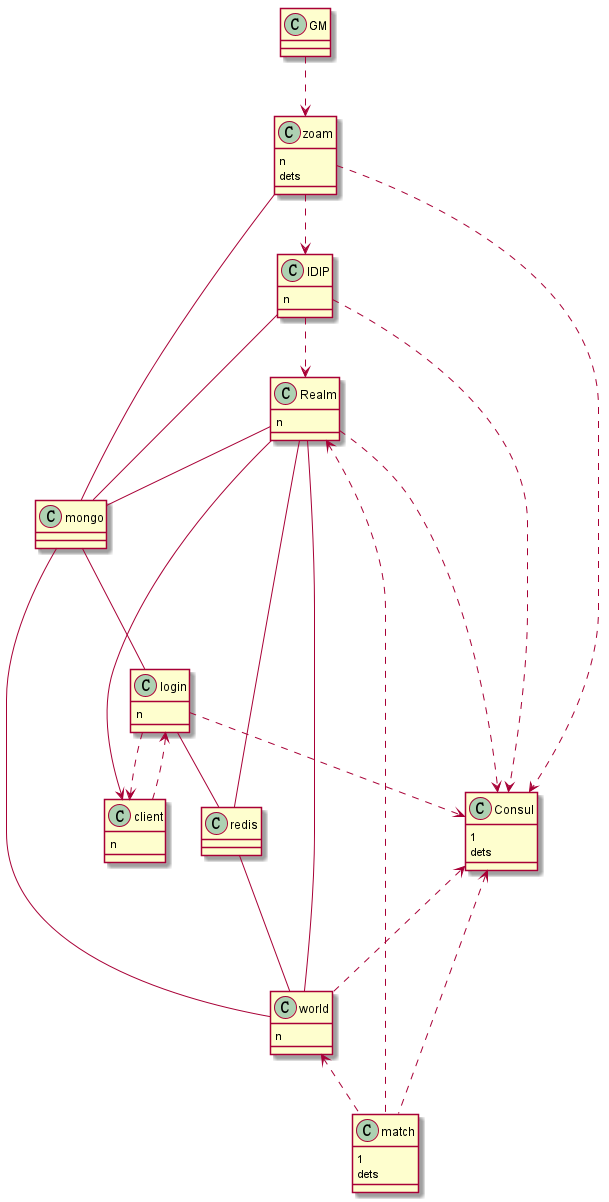 C GM
C zoam
n
dets
C IDIP
n
C Realm
n
C mongo
C login
n
C client
n
C redis
C Consul
1
dets
C world
n
C match
1
dets